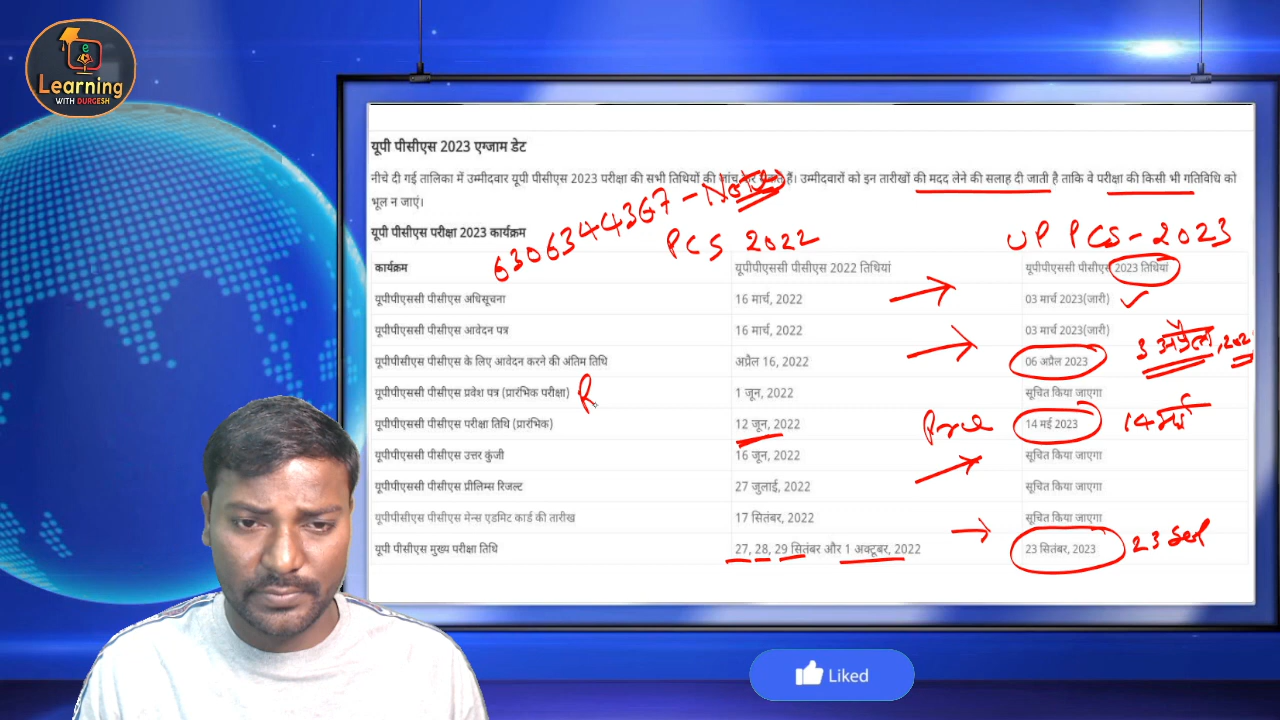 e
Learning
WITH DURGESH
यूपी पीसीएस 2023 एग्जाम डेट
नीचे दी गई तालिका में उम्मीदवार यूपी पीसीएस 2023 परीक्षा की सभी तिथियों की जांच कर सकते हैं। उम्मीदवारों को इन तारीखों की मदद लेने की सलाह दी जाती है ताकि वे परीक्षा की किसी भी गतिविधि को
भूल न जाएं।
6306344367 - Notes
यूपी पीसीएस परीक्षा 2023 कार्यक्रम
PCS 2022 UP PCS - 2023
कार्यक्रम यूपीपीएससी पीसीएस 2022 तिथियां यूपीपीएससी पीसीएस 2023 तिथियां
यूपीपीएससी पीसीएस अधिसूचना 16 मार्च, 2022 03 मार्च 2023(जारी)
यूपीपीएससी पीसीएस आवेदन पत्र 16 मार्च, 2022 03 मार्च 2023(जारी)
यूपीपीसीएस पीसीएस के लिए आवेदन करने की अंतिम तिथि अप्रैल 16, 2022 06 अप्रैल 2023 अप्रैल,
यूपीपीएससी पीसीएस प्रवेश पत्र (प्रारंभिक परीक्षा) 1 जून, 2022 सूचित किया जाएगा
यूपीपीएससी पीसीएस परीक्षा तिथि (प्रारंभिक) 12 जून, 2022 Pre 14 मई 2023 14 मई
यूपीपीएससी पीसीएस उत्तर कुंजी 16 जून, 2022 सूचित किया जाएगा
यूपीपीएससी पीसीएस प्रीलिम्स रिजल्ट 27 जुलाई, 2022 सूचित किया जाएगा
यूपीपीसीएस पीसीएस मेन्स एडमिट कार्ड की तारीख 17 सितंबर, 2022 सूचित किया जाएगा
यूपी पीसीएस मुख्य परीक्षा तिथि 27, 28, 29 सितंबर और 1 अक्टूबर, 2022 23 सितंबर, 2023 23 Sep
Liked